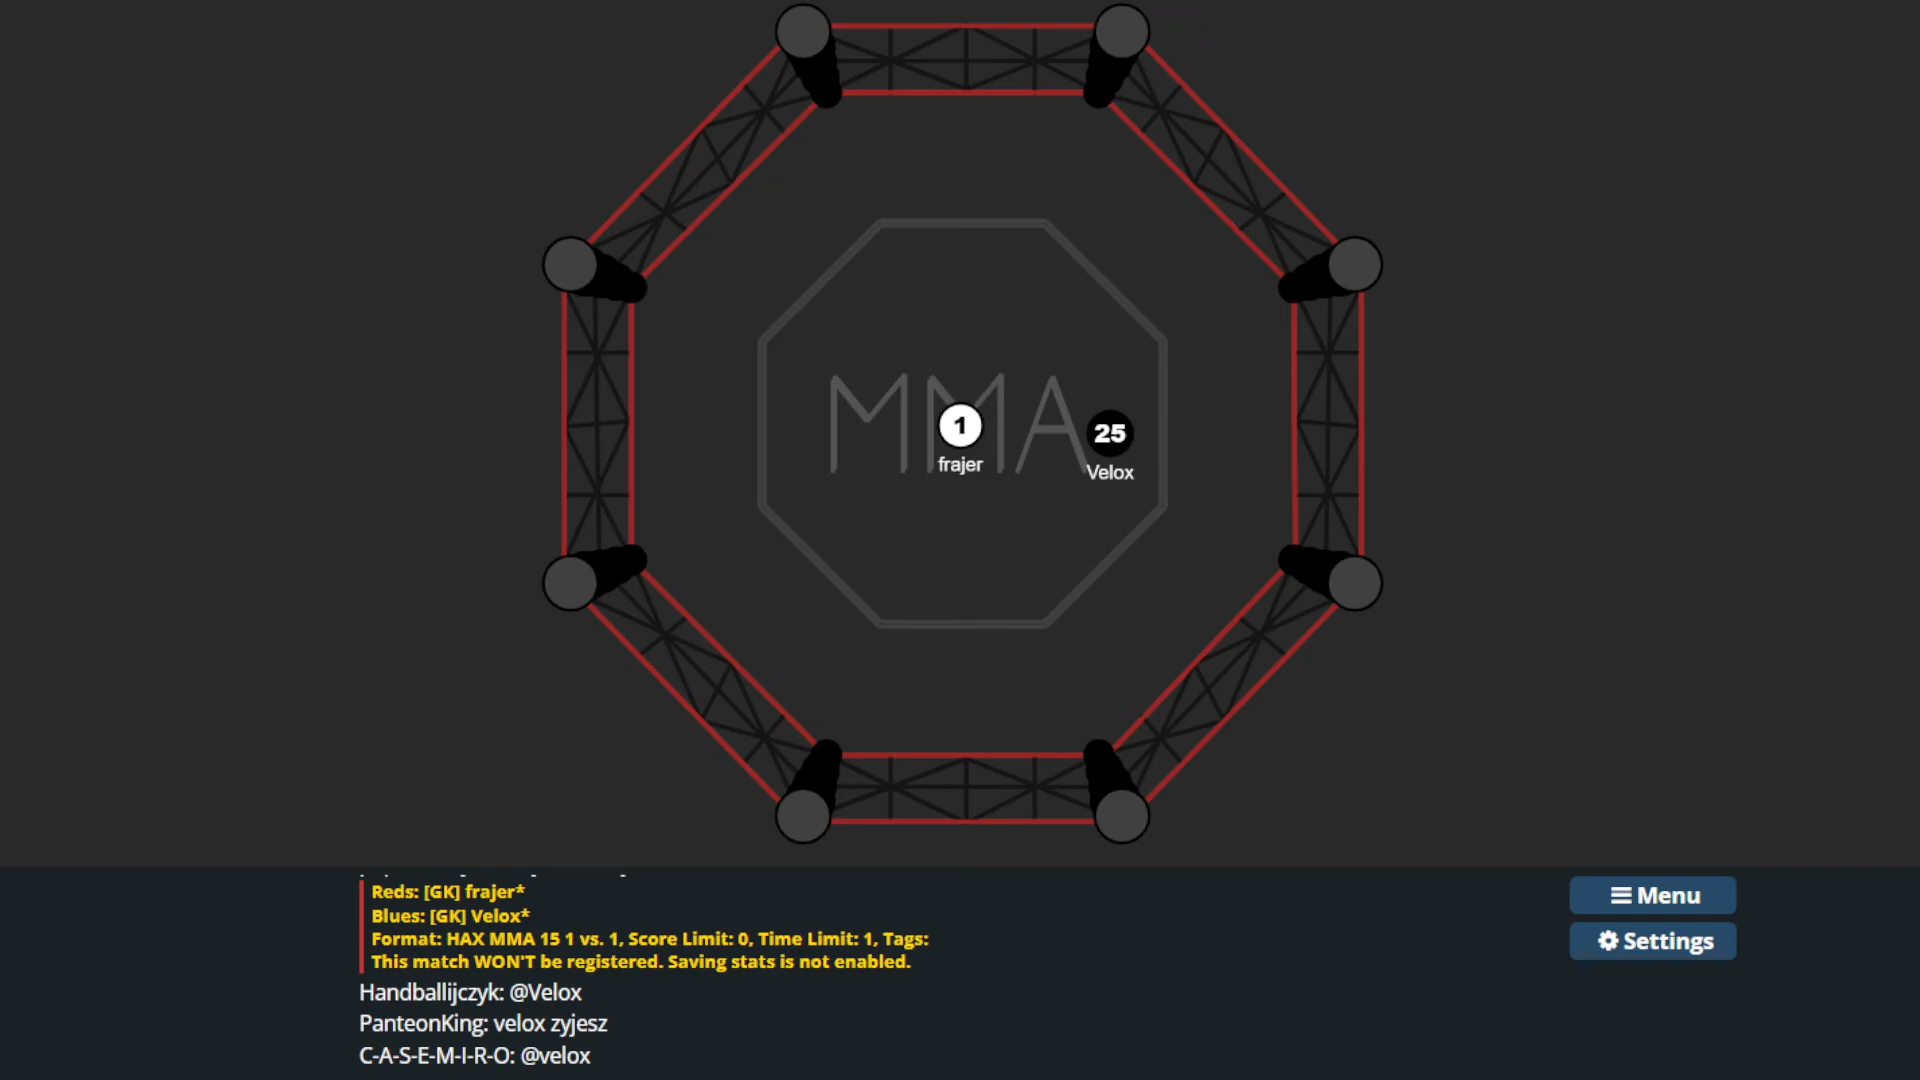 MMA
1
25
frajer
Velox
Reds: [GK] frajer*
Blues: [GK] Velox*
Format: HAX MMA 15 1 vs. 1, Score Limit: 0, Time Limit: 1, Tags:
This match WON'T be registered. Saving stats is not enabled.
Handballijczyk: @Velox
PanteonKing: velox zyjesz
C-A-S-E-M-I-R-O: @velox
Menu
Settings